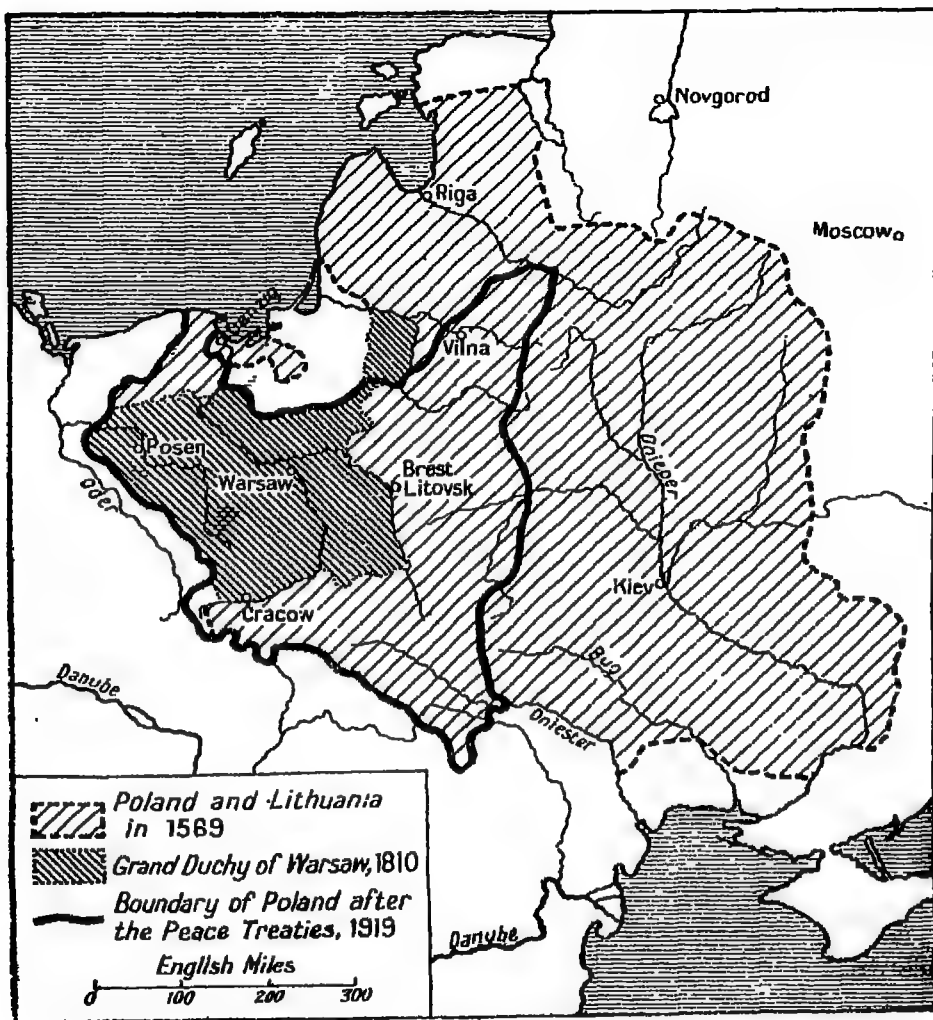 Novgorod
Riga
Moscow
Danzig
Vilna
Dnieper
Posen
Warsaw
Brest
Litovsk
Oder
Kiev
Cracow
Bug
Danube
Dniester
Poland and Lithuania
in 1569
Grand Duchy of Warsaw, 1810
Boundary of Poland after
the Peace Treaties, 1919
English Miles
0 100 200 300
Danube